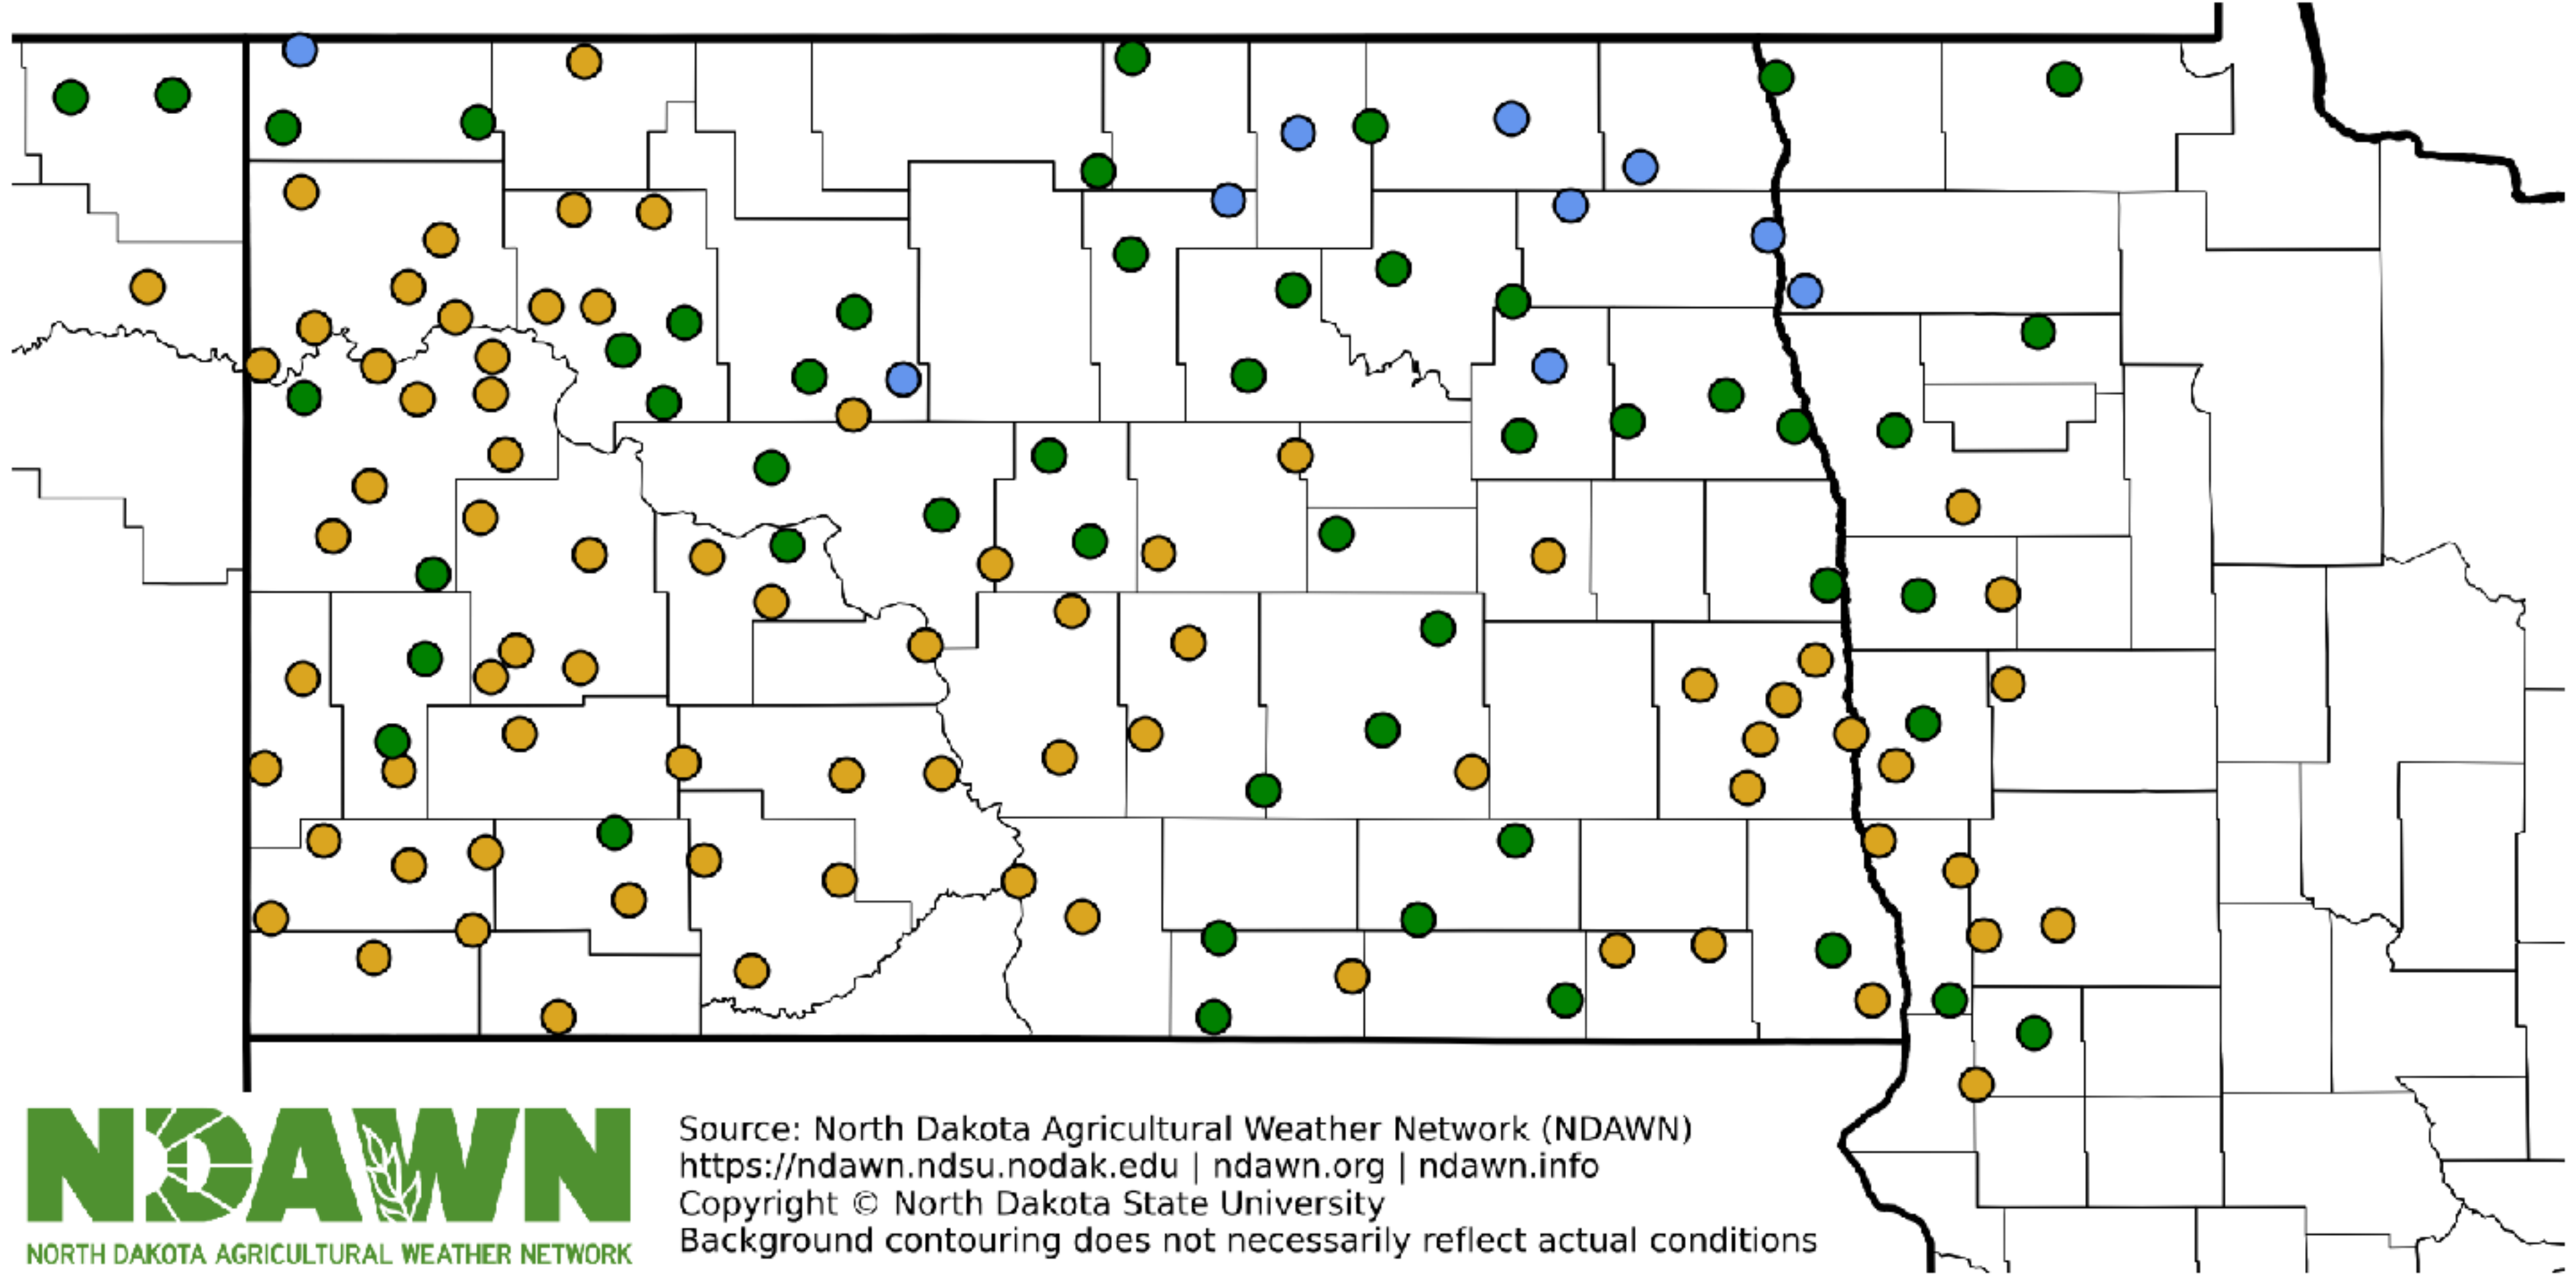 NDAWN
NORTH DAKOTA AGRICULTURAL WEATHER NETWORK
Source: North Dakota Agricultural Weather Network (NDAWN)
https://ndawn.ndsu.nodak.edu | ndawn.org | ndawn.info
Copyright © North Dakota State University
Background contouring does not necessarily reflect actual conditions